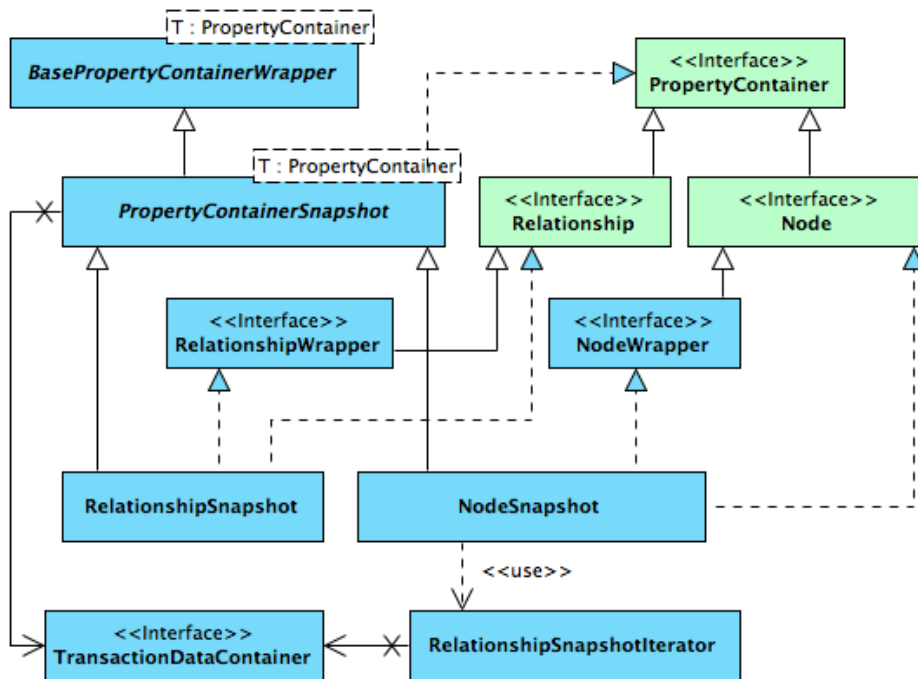 T : PropertyContainer
BasePropertyContainerWrapper
<<Interface>>
PropertyContainer
T : PropertyContainer
PropertyContainerSnapshot
<<Interface>>
Relationship
<<Interface>>
Node
<<Interface>>
RelationshipWrapper
<<Interface>>
NodeWrapper
RelationshipSnapshot
NodeSnapshot
<<use>>
<<Interface>>
TransactionDataContainer
RelationshipSnapshotIterator